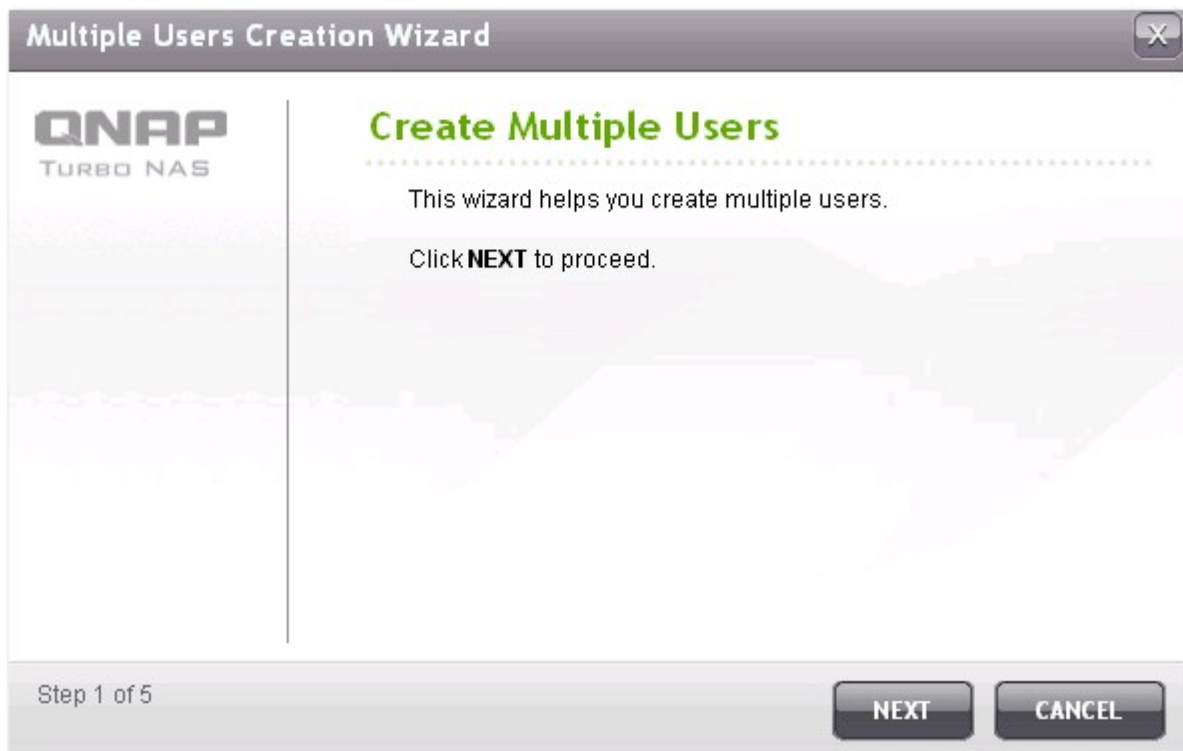 Multiple Users Creation Wizard
X
QNAP
TURBO NAS
Create Multiple Users
This wizard helps you create multiple users.
Click NEXT to proceed.
Step 1 of 5
NEXT
CANCEL